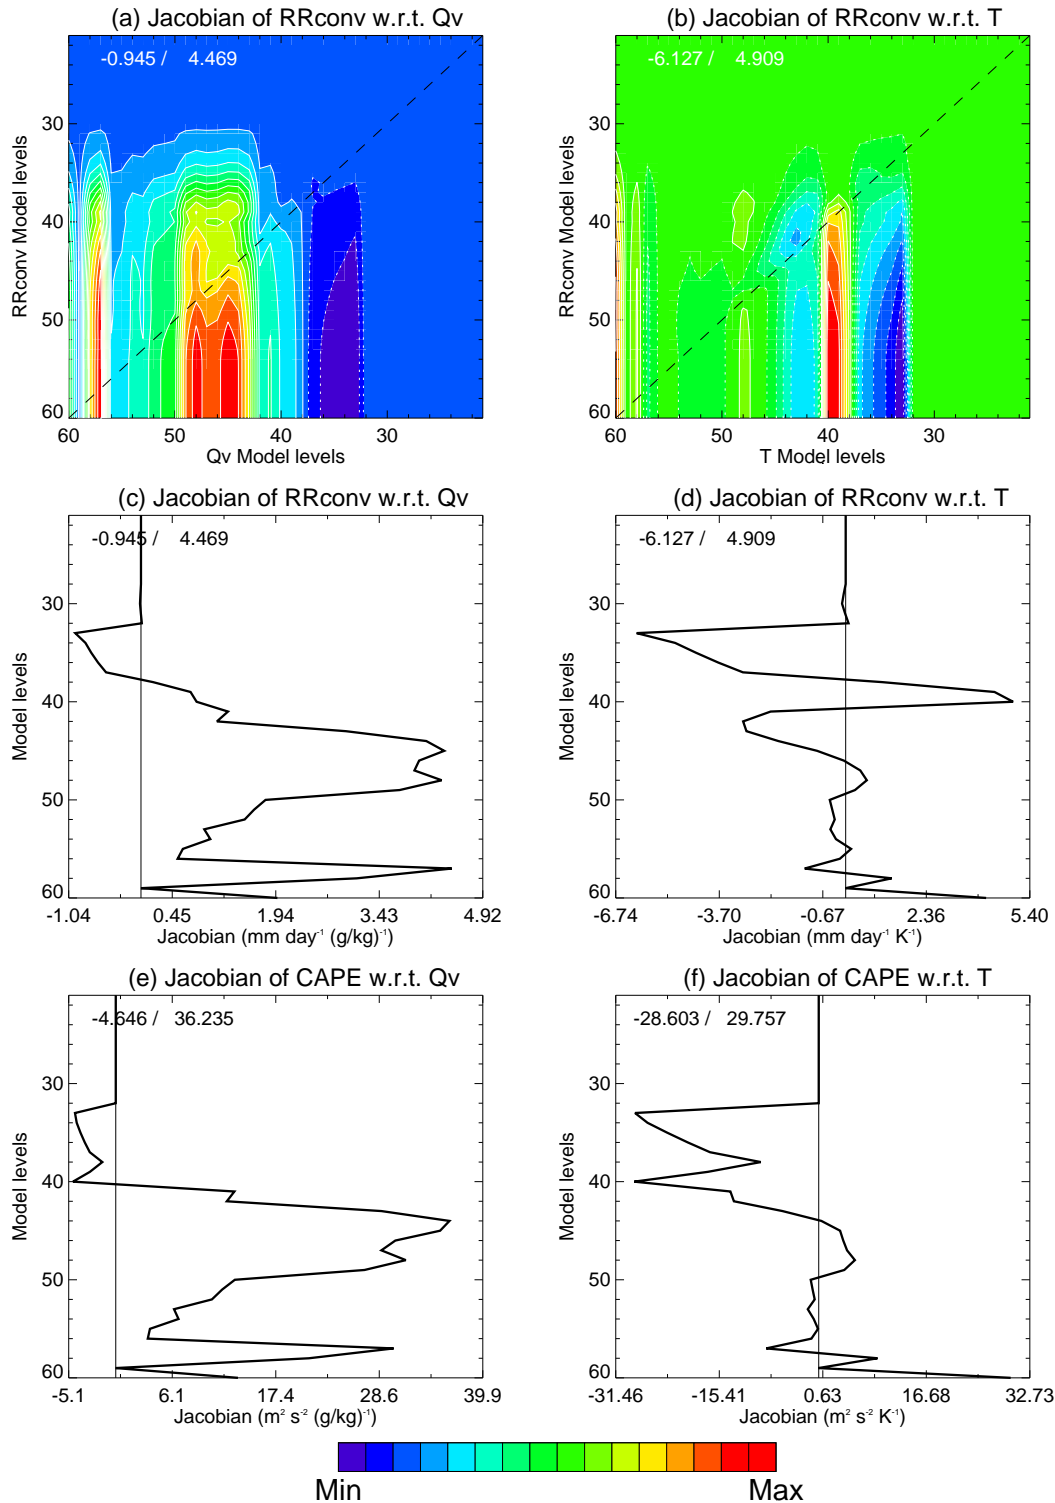 (a) Jacobian of RRconv w.r.t. Qv
-0.945 / 4.469
RRconv Model levels
30
40
50
60
60 50 40 30
Qv Model levels
(b) Jacobian of RRconv w.r.t. T
-6.127 / 4.909
RRconv Model levels
30
40
50
60
60 50 40 30
T Model levels
(c) Jacobian of RRconv w.r.t. Qv
-0.945 / 4.469
Model levels
30
40
50
60
-1.04 0.45 1.94 3.43 4.92
Jacobian (mm day⁻¹ (g/kg)⁻¹)
(d) Jacobian of RRconv w.r.t. T
-6.127 / 4.909
Model levels
30
40
50
60
-6.74 -3.70 -0.67 2.36 5.40
Jacobian (mm day⁻¹ K⁻¹)
(e) Jacobian of CAPE w.r.t. Qv
-4.646 / 36.235
Model levels
30
40
50
60
-5.1 6.1 17.4 28.6 39.9
Jacobian (m² s⁻² (g/kg)⁻¹)
(f) Jacobian of CAPE w.r.t. T
-28.603 / 29.757
Model levels
30
40
50
60
-31.46 -15.41 0.63 16.68 32.73
Jacobian (m² s⁻² K⁻¹)
Min Max